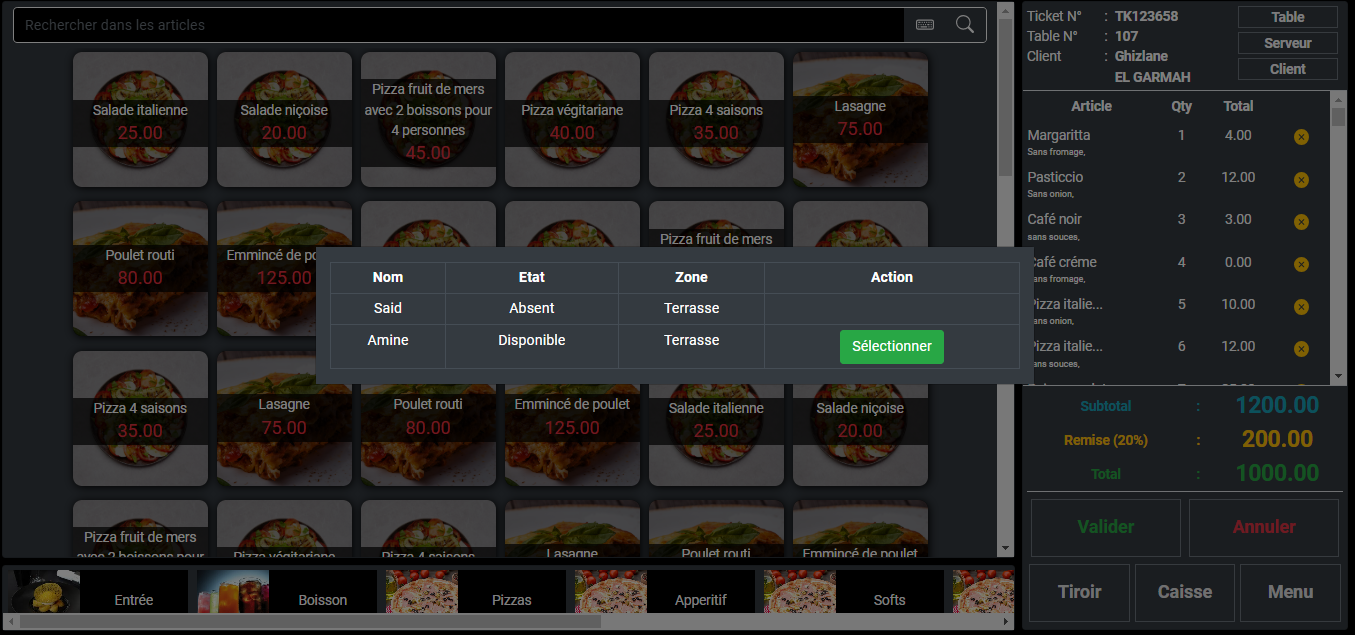 Rechercher dans les articles
Salade italienne
25.00
Salade niçoise
20.00
Pizza fruit de mers
avec 2 boissons pour
4 personnes
45.00
Pizza végitariane
40.00
Pizza 4 saisons
35.00
Lasagne
75.00
Poulet routi
80.00
Emmincé de po
125.00
Pizza fruit de mers
Nom Etat Zone Action
Said Absent Terrasse
Amine Disponible Terrasse Sélectionner
Pizza 4 saisons
35.00
Lasagne
75.00
Poulet routi
80.00
Emmincé de poulet
125.00
Salade italienne
25.00
Salade niçoise
20.00
Pizza fruit de mers
avec 2 boissons pour
Pizza végitariane
Pizza 4 saisons
Lasagne
Poulet routi
Emmincé de poulet
Entrée
Boisson
Pizzas
Apperitif
Softs
Ticket N° : TK123658
Table N° : 107
Client : Ghizlane
EL GARMAH
Table
Serveur
Client
Article Qty Total
Margaritta 1 4.00
Sans fromage,
Pasticcio 2 12.00
Sans onion,
Café noir 3 3.00
sans souces,
Café créme 4 0.00
ans fromage,
Pizza italie... 5 10.00
ans onion,
Pizza italie... 6 12.00
ans souces,
Subtotal : 1200.00
Remise (20%) : 200.00
Total : 1000.00
Valider
Annuler
Tiroir
Caisse
Menu